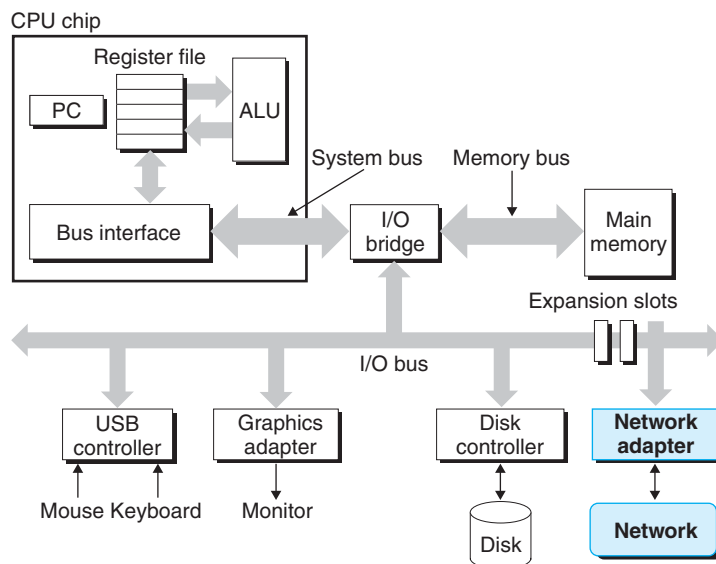 CPU chip
Register file
PC
ALU
System bus
Memory bus
Bus interface
I/O
bridge
Main
memory
Expansion slots
I/O bus
USB
controller
Graphics
adapter
Disk
controller
Network
adapter
Mouse Keyboard
Monitor
Disk
Network